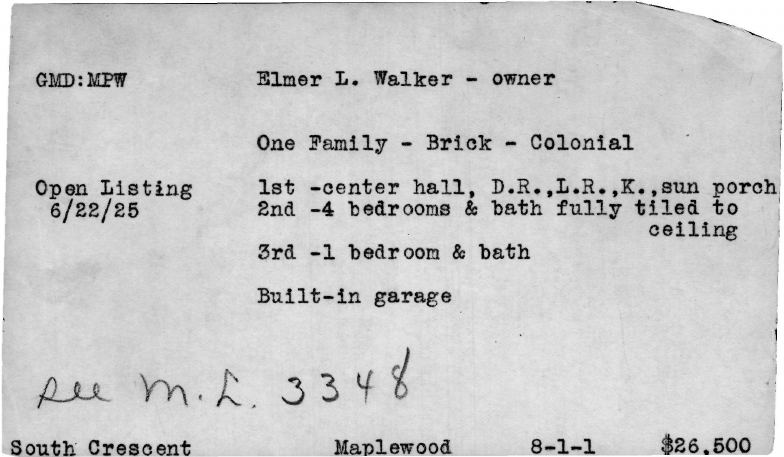 GMD:MPW Elmer L. Walker - owner
One Family - Brick - Colonial
Open Listing 1st -center hall, D.R.,L.R.,K.,sun porch
6/22/25 2nd -4 bedrooms & bath fully tiled to
ceiling
3rd -1 bedroom & bath
Built-in garage
see M.L. 3348
South Crescent Maplewood 8-1-1 $26,500